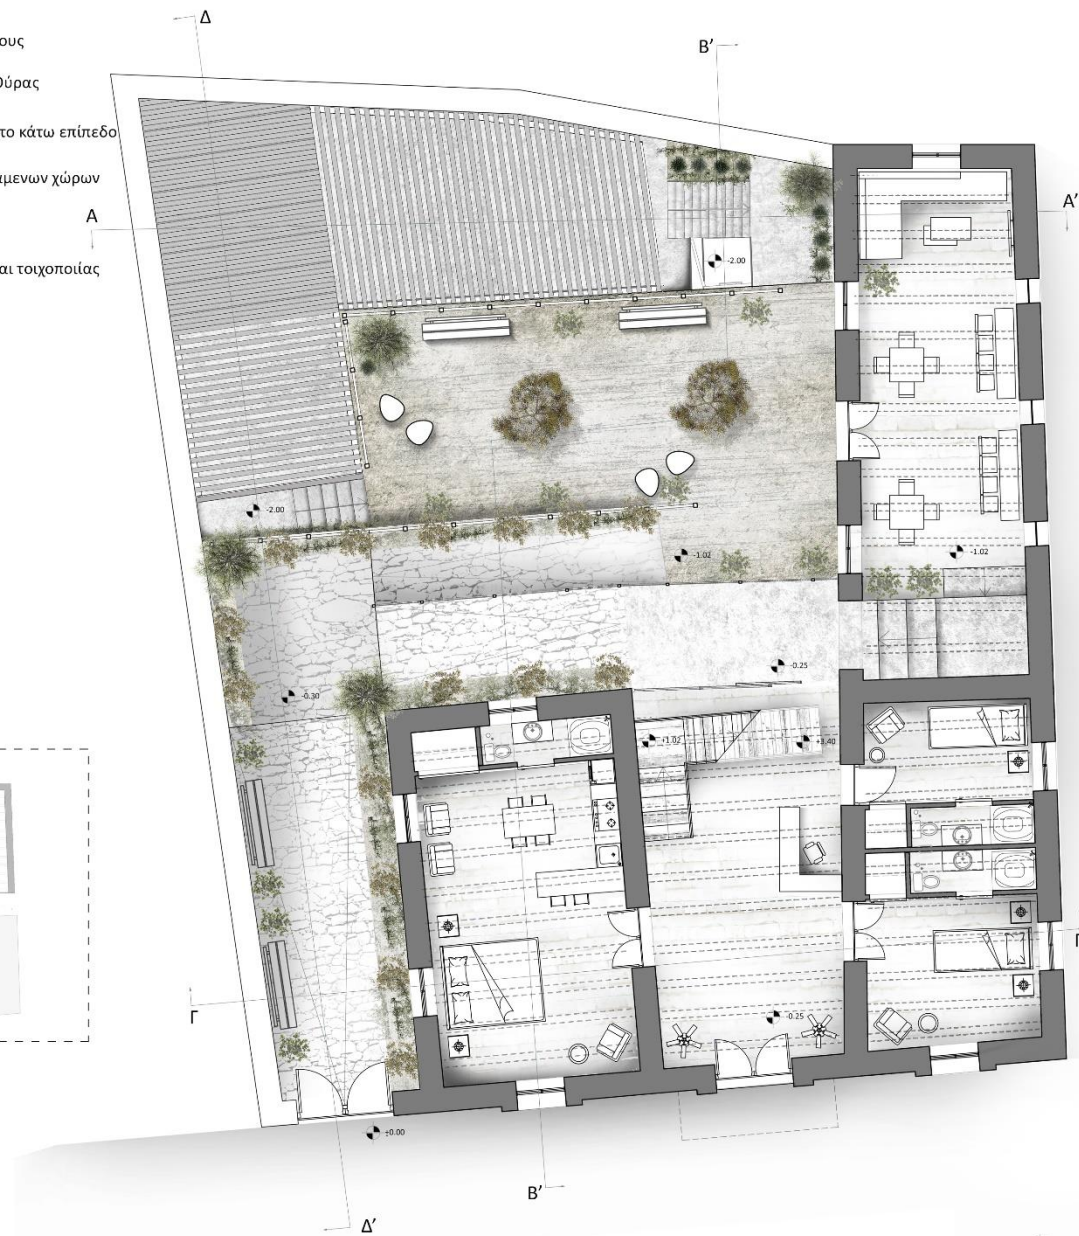 Δ
ους
Β'
θύρας
το κάτω επίπεδο
άμενων χώρων
Α
Α'
αι τοιχοποιίας
-2.00
-2.00
-1.02
-1.02
-0.25
-0.30
+1.02
+3.40
Γ
Γ
-0.25
±0.00
Β'
Δ'